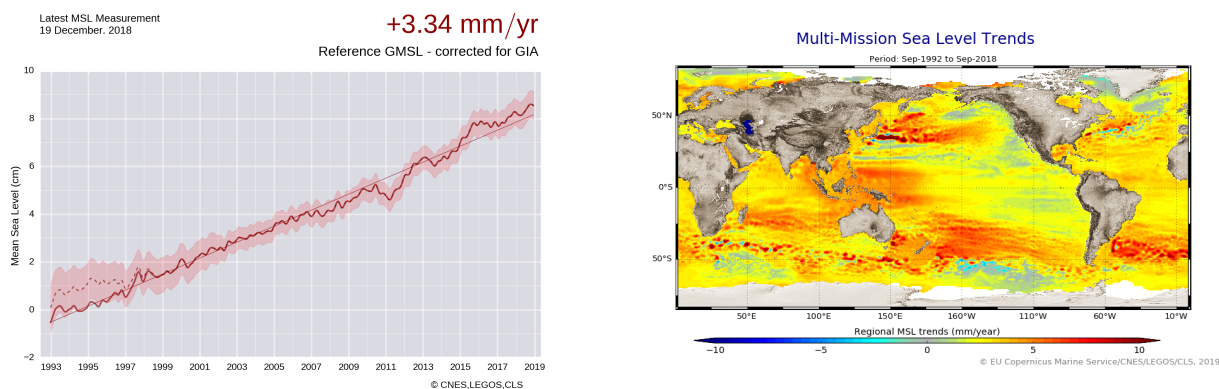 Latest MSL Measurement
19 December. 2018
+3.34 mm/yr
Reference GMSL - corrected for GIA
Mean Sea Level (cm)
10
8
6
4
2
0
−2
1993 1995 1997 1999 2001 2003 2005 2007 2009 2011 2013 2015 2017 2019
© CNES,LEGOS,CLS
Multi-Mission Sea Level Trends
Period: Sep-1992 to Sep-2018
50°N
0°S
50°S
50°E 100°E 150°E 160°W 110°W 60°W 10°W
Regional MSL trends (mm/year)
−10 −5 0 5 10
© EU Copernicus Marine Service/CNES/LEGOS/CLS, 2019